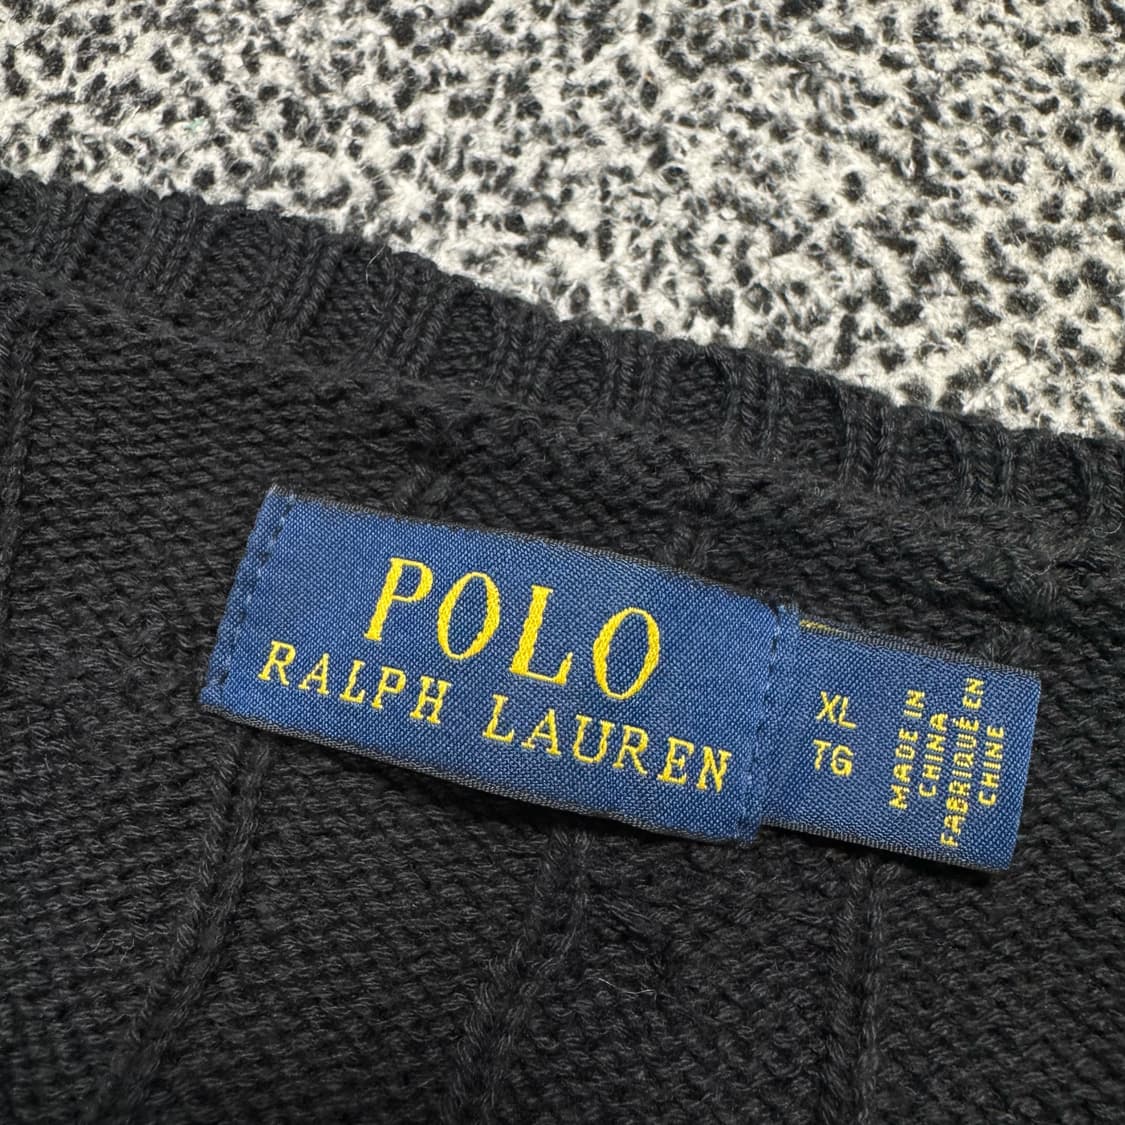 POLO
RALPH LAUREN
XL
TG
MADE IN
CHINA
FABRIQUÉ EN
CHINE